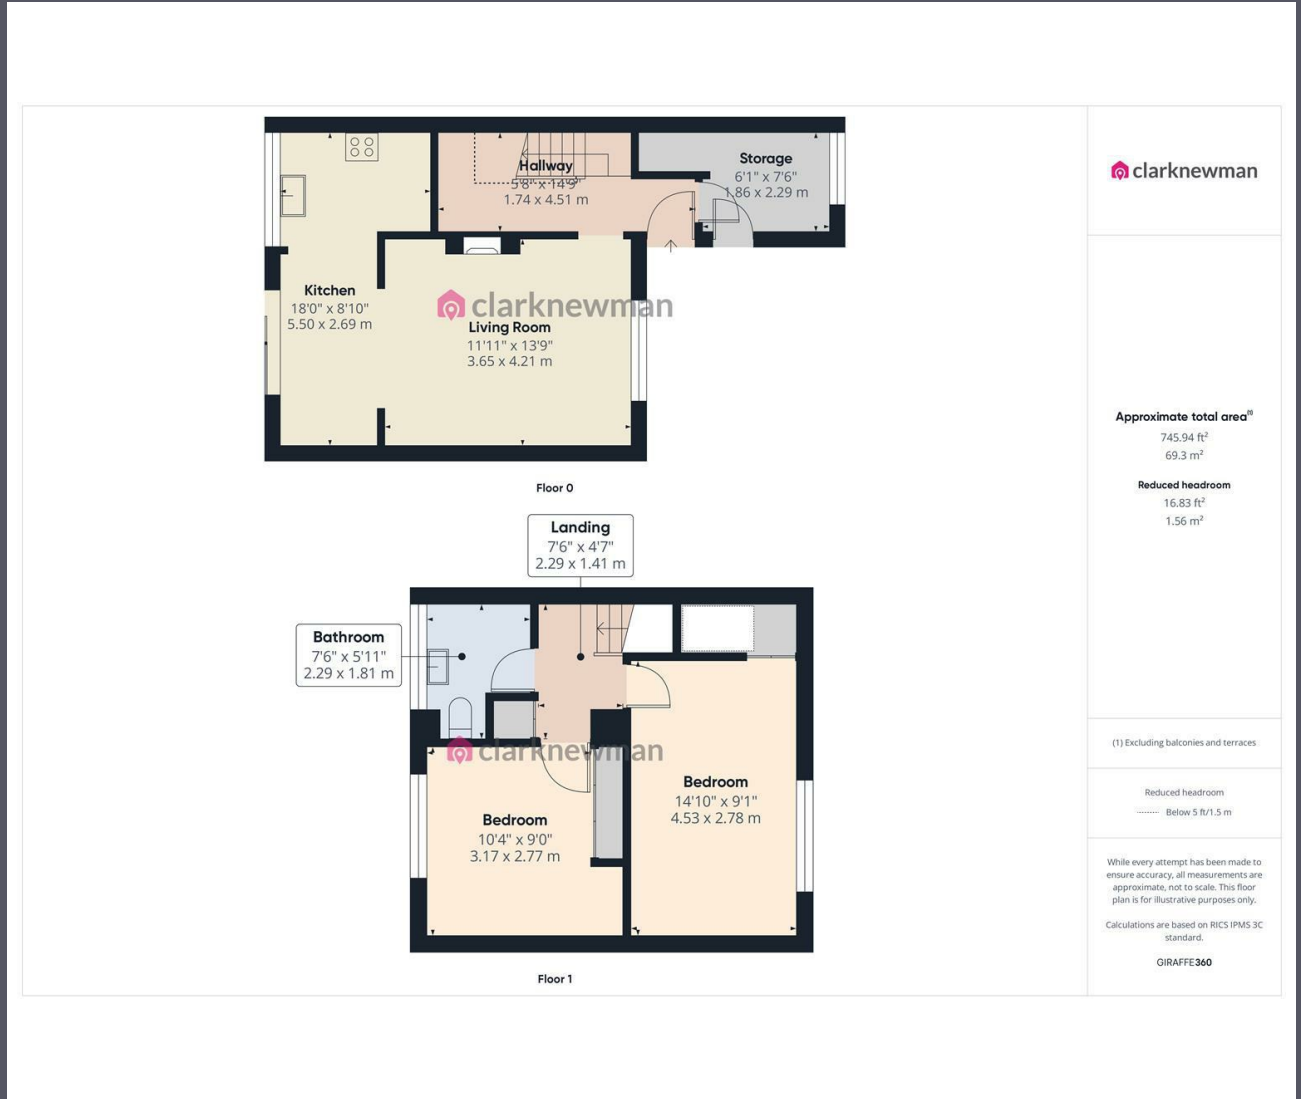 Hallway
5'8" x 14'9"
1.74 x 4.51 m
Storage
6'1" x 7'6"
1.86 x 2.29 m
Kitchen
18'0" x 8'10"
5.50 x 2.69 m
clarknewman
Living Room
11'11" x 13'9"
3.65 x 4.21 m
Floor 0
Landing
7'6" x 4'7"
2.29 x 1.41 m
Bathroom
7'6" x 5'11"
2.29 x 1.81 m
clarknewman
Bedroom
10'4" x 9'0"
3.17 x 2.77 m
Bedroom
14'10" x 9'1"
4.53 x 2.78 m
Floor 1
clarknewman
Approximate total area(1)
745.94 ft²
69.3 m²
Reduced headroom
16.83 ft²
1.56 m²
(1) Excluding balconies and terraces
Reduced headroom
Below 5 ft/1.5 m
While every attempt has been made to
ensure accuracy, all measurements are
approximate, not to scale. This floor
plan is for illustrative purposes only.
Calculations are based on RICS IPMS 3C
standard.
GIRAFFE360